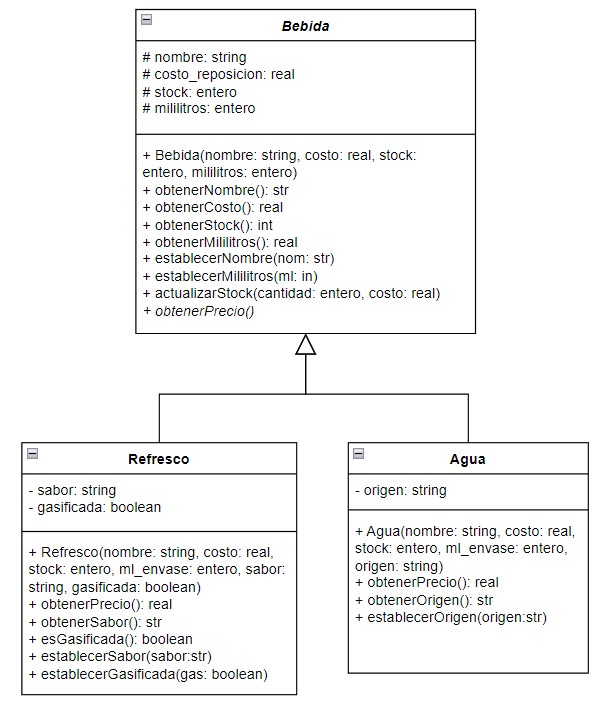 Bebida
# nombre: string
# costo_reposicion: real
# stock: entero
# mililitros: entero
+ Bebida(nombre: string, costo: real, stock:
entero, mililitros: entero)
+ obtenerNombre(): str
+ obtenerCosto(): real
+ obtenerStock(): int
+ obtenerMililitros(): real
+ establecerNombre(nom: str)
+ establecerMililitros(ml: in)
+ actualizarStock(cantidad: entero, costo: real)
+ obtenerPrecio()
Refresco
- sabor: string
- gasificada: boolean
+ Refresco(nombre: string, costo: real,
stock: entero, ml_envase: entero, sabor:
string, gasificada: boolean)
+ obtenerPrecio(): real
+ obtenerSabor(): str
+ esGasificada(): boolean
+ establecerSabor(sabor:str)
+ establecerGasificada(gas: boolean)
Agua
- origen: string
+ Agua(nombre: string, costo: real,
stock: entero, ml_envase: entero,
origen: string)
+ obtenerPrecio(): real
+ obtenerOrigen(): str
+ establecerOrigen(origen:str)